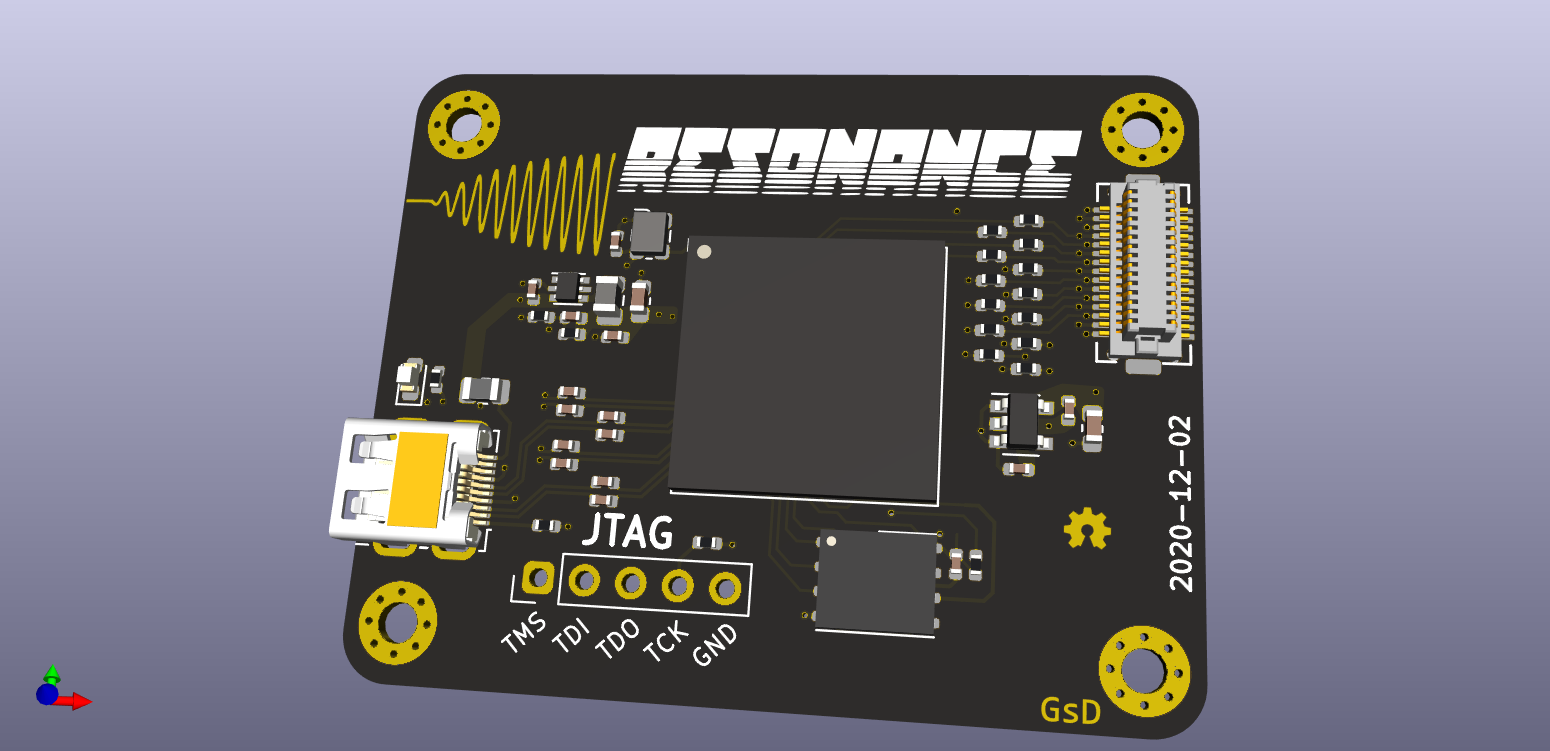 RESONANCE
JTAG
TMS
TDI
TDO
TCK
GND
2020-12-02
GsD